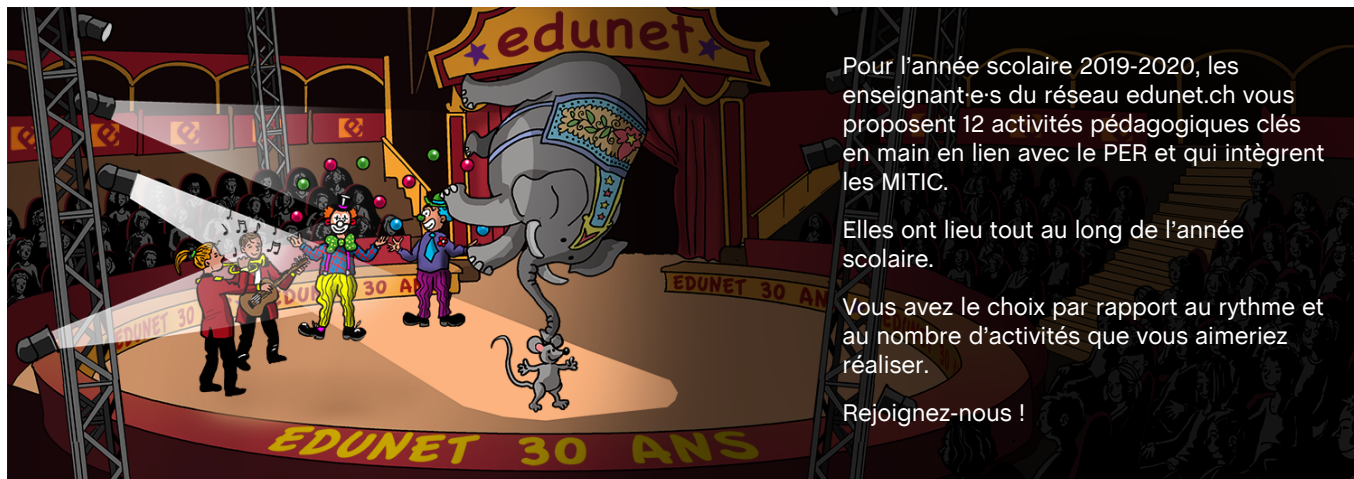 edunet
Pour l’année scolaire 2019-2020, les
enseignant·e·s du réseau edunet.ch vous
proposent 12 activités pédagogiques clés
en main en lien avec le PER et qui intègrent
les MITIC.
Elles ont lieu tout au long de l’année
scolaire.
Vous avez le choix par rapport au rythme et
au nombre d’activités que vous aimeriez
réaliser.
Rejoignez-nous !
e
e
e
EDUNET 30
EDUN 30 A
EDUNET 30 AN
EDUNET 30 ANS